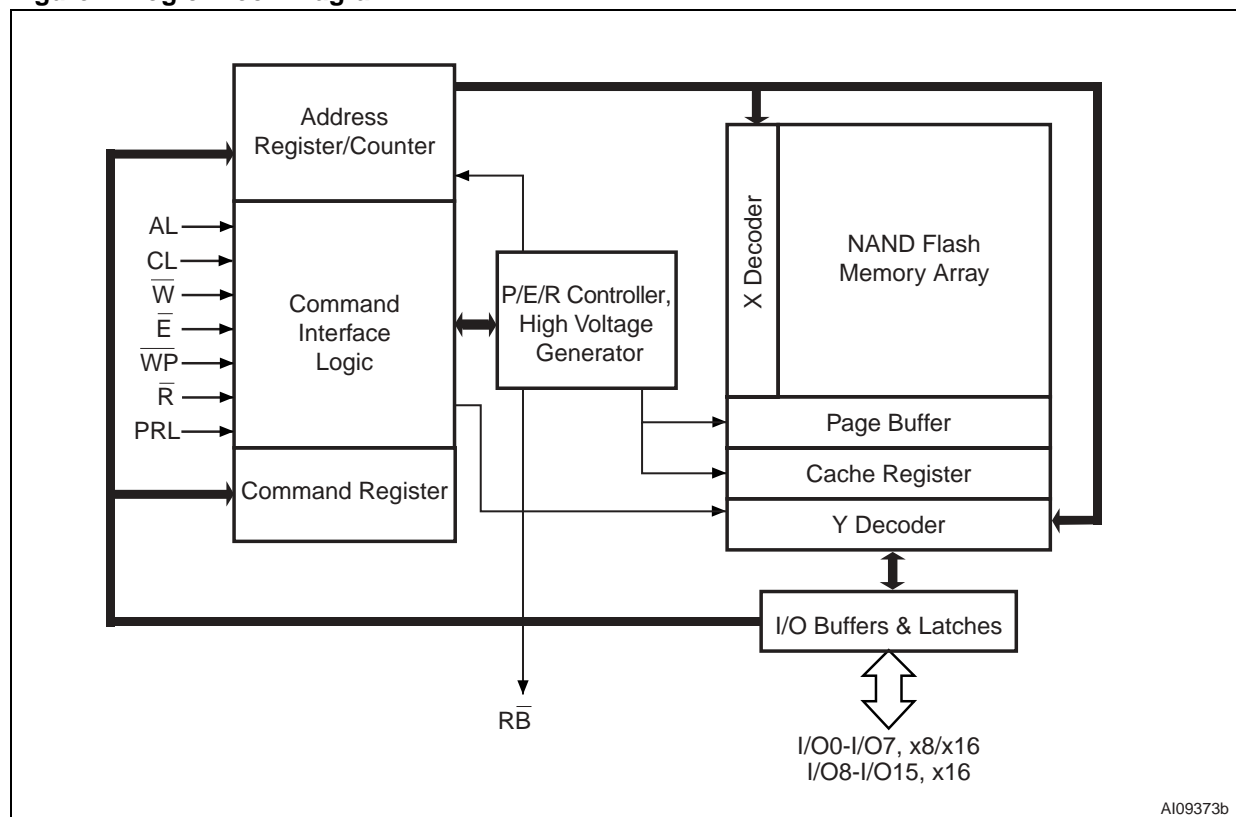 Address
Register/Counter
AL
CL
W̅
E̅
W̅P̅
R̅
PRL
Command
Interface
Logic
Command Register
P/E/R Controller,
High Voltage
Generator
X Decoder
NAND Flash
Memory Array
Page Buffer
Cache Register
Y Decoder
I/O Buffers & Latches
RB̅
I/O0-I/O7, x8/x16
I/O8-I/O15, x16
AI09373b